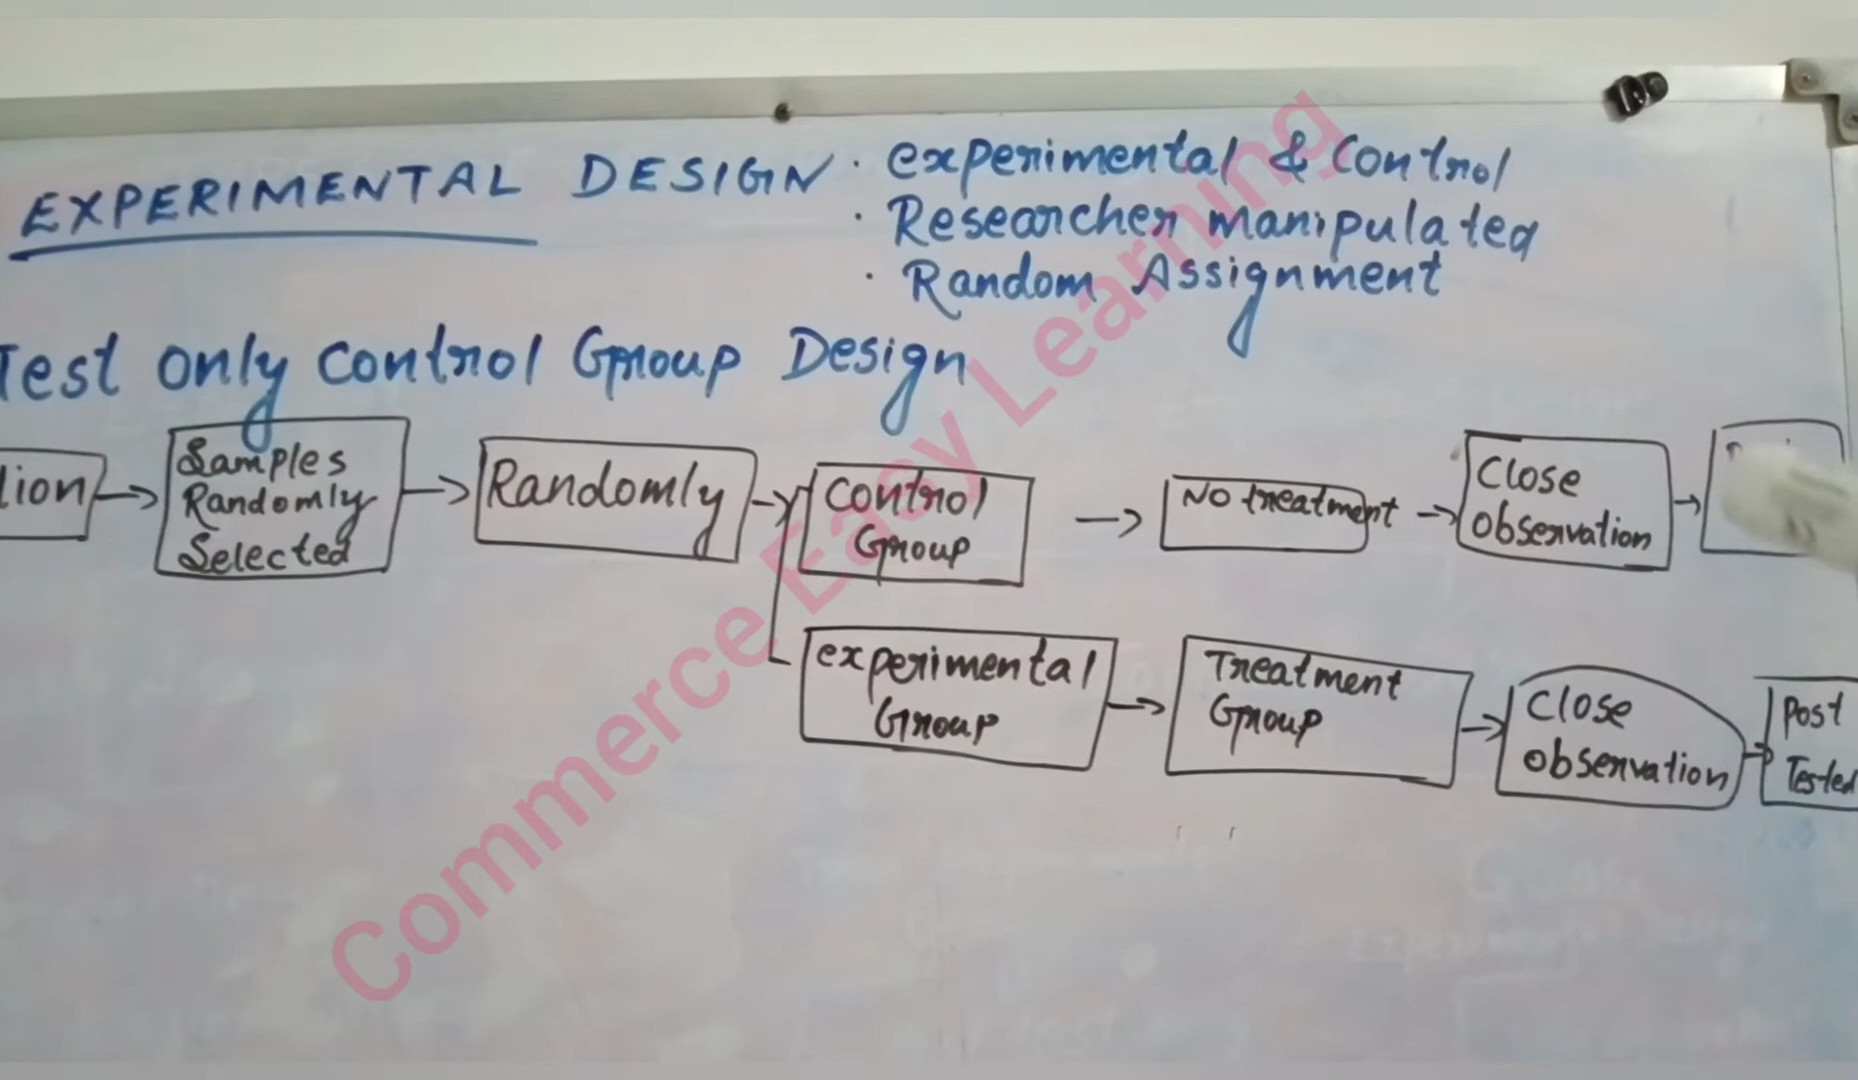 EXPERIMENTAL DESIGN
· experimental & control
· Researcher manipulated
· Random Assignment
Test only control Group Design
tion
Samples
Randomly
Selected
Randomly
control
Group
No treatment
Close
observation
experimental
Group
Treatment
Group
Close
observation
Post
Tested
Commerce Easy Learning